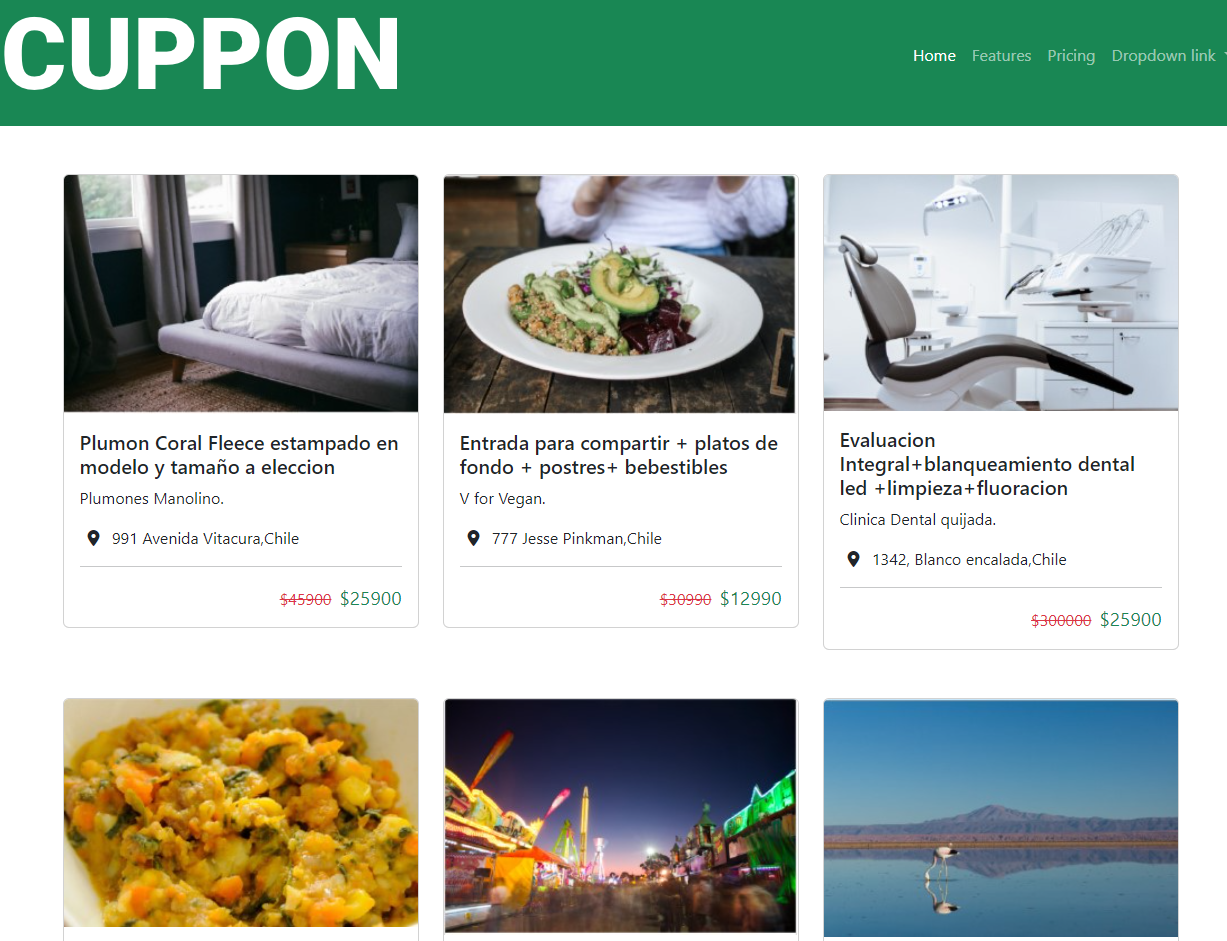 CUPPON
Home Features Pricing Dropdown link
Plumon Coral Fleece estampado en
modelo y tamaño a eleccion
Plumones Manolino.
991 Avenida Vitacura,Chile
$45900 $25900
Entrada para compartir + platos de
fondo + postres+ bebestibles
V for Vegan.
777 Jesse Pinkman,Chile
$30990 $12990
Evaluacion
Integral+blanqueamiento dental
led +limpieza+fluoracion
Clinica Dental quijada.
1342, Blanco encalada,Chile
$300000 $25900